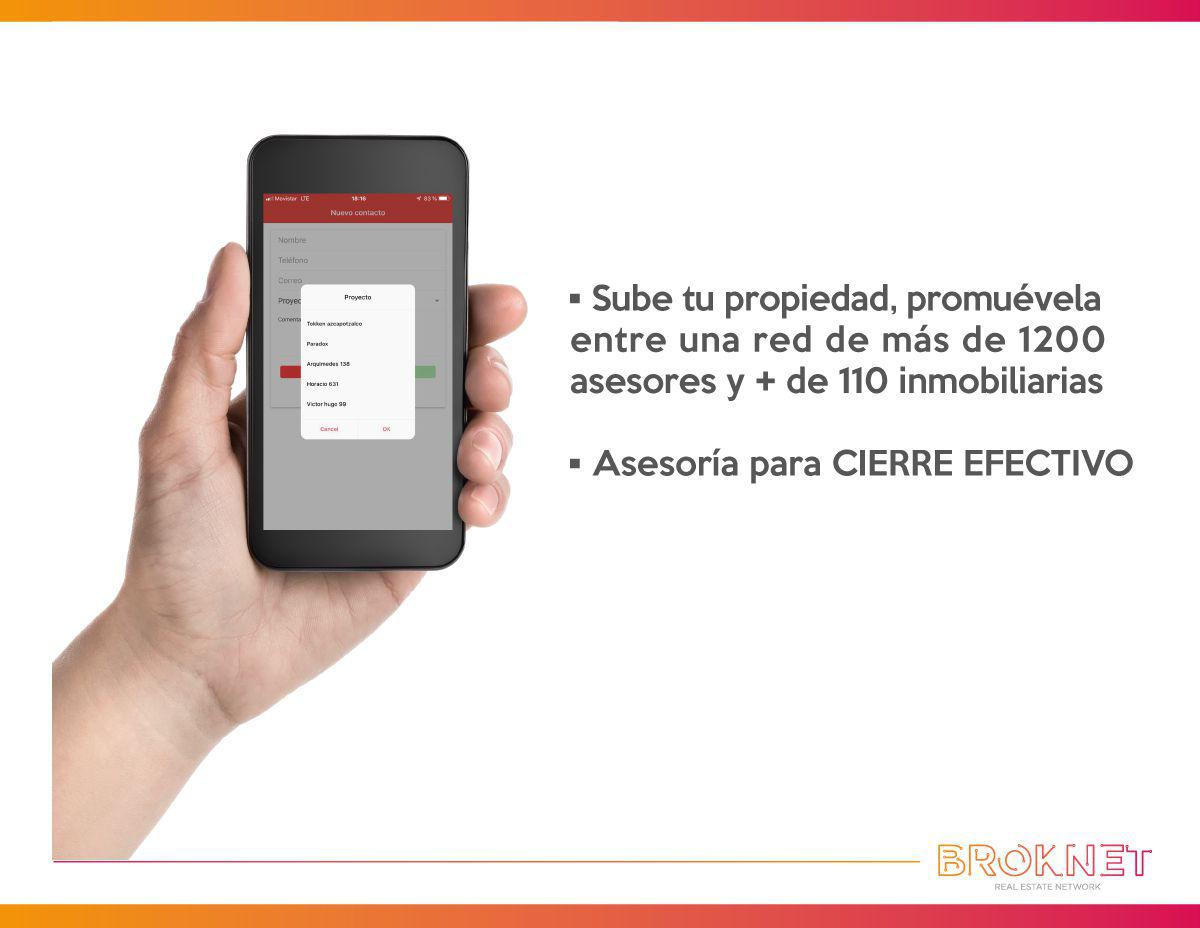 Movistar LTE 18:16 83 %
Nuevo contacto
Nombre
Teléfono
Correo
Proyec
Comenta
Proyecto
Tokken azcapotzalco
Paradox
Arquimedes 138
Horacio 631
Victor hugo 99
Cancel OK
▪ Sube tu propiedad, promuévela
entre una red de más de 1200
asesores y + de 110 inmobiliarias
▪ Asesoría para CIERRE EFECTIVO
BROKNET
REAL ESTATE NETWORK